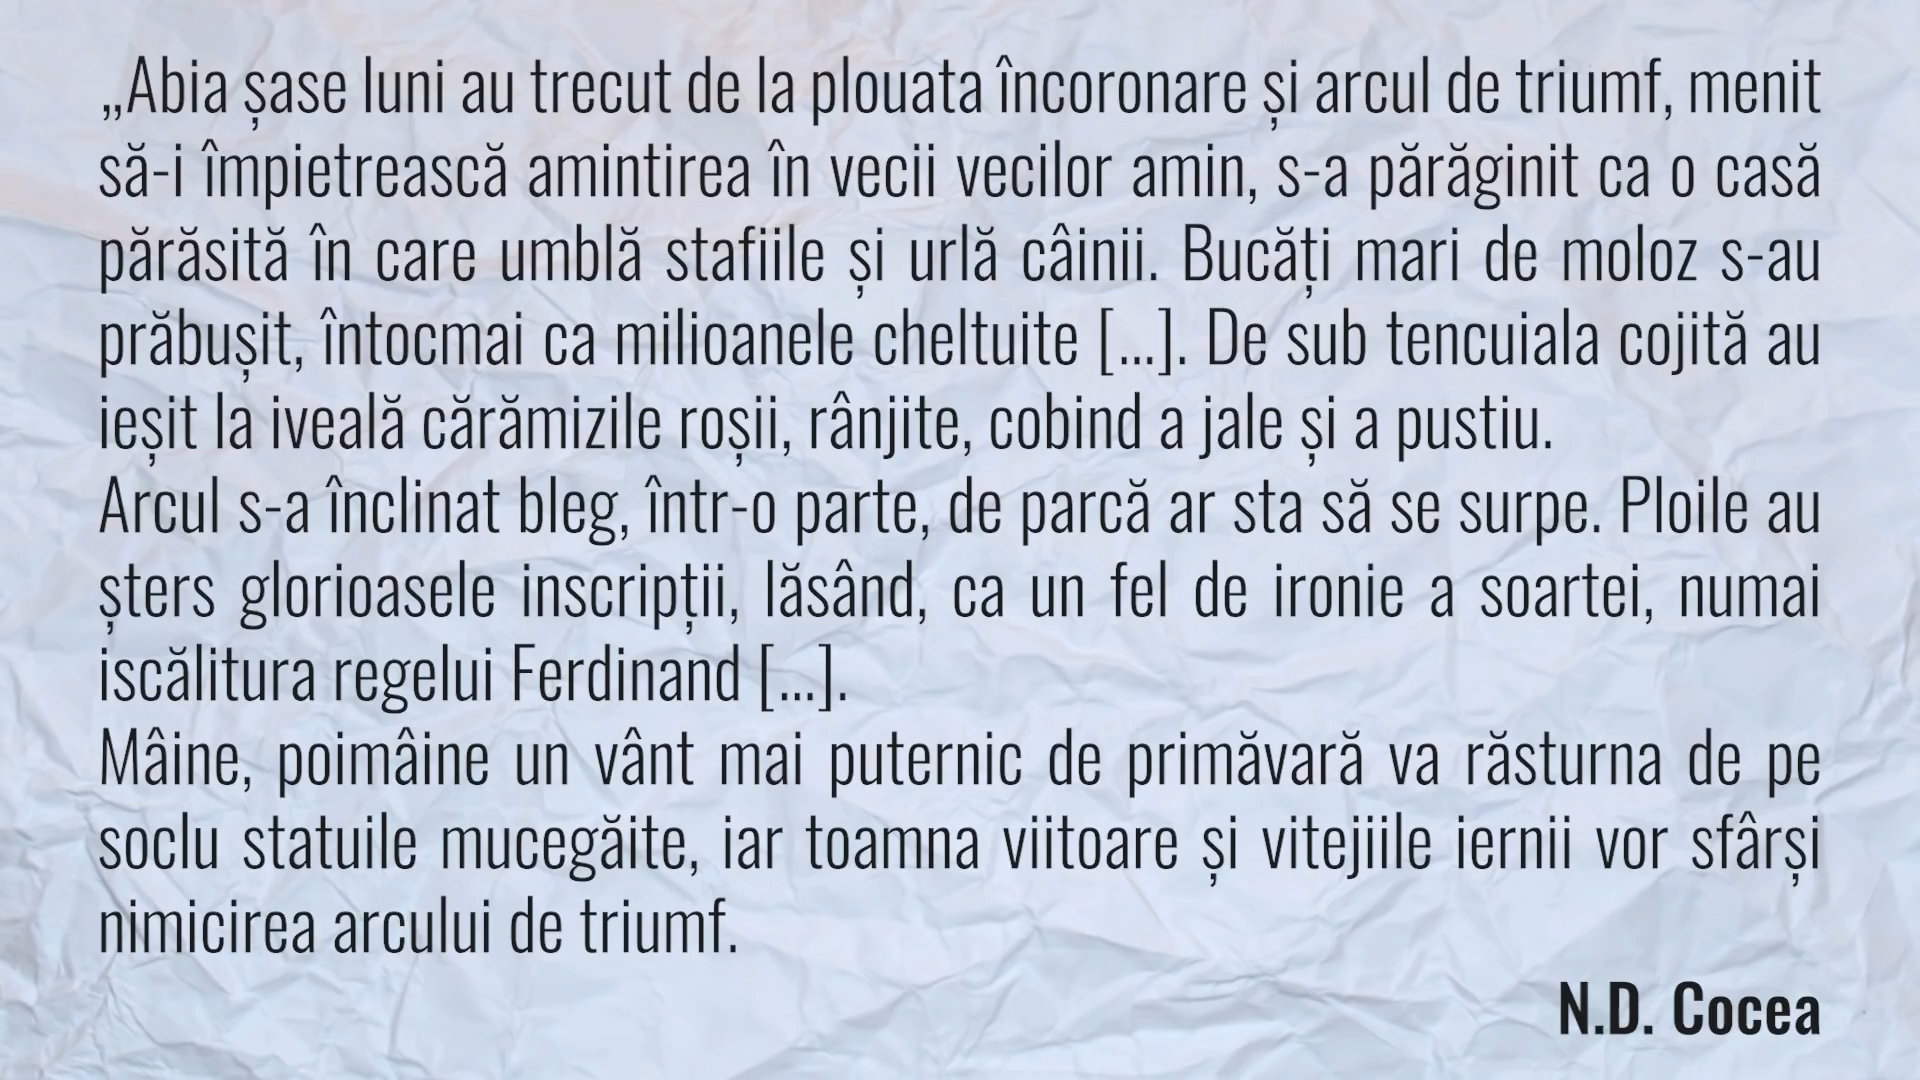 „Abia șase luni au trecut de la plouata încoronare și arcul de triumf, menit
să-i împietrească amintirea în vecii vecilor amin, s-a părăginit ca o casă
părăsită în care umblă stafiile și urlă câinii. Bucăți mari de moloz s-au
prăbușit, întocmai ca milioanele cheltuite [...]. De sub tencuiala cojită au
ieșit la iveală cărămizile roșii, rânjite, cobind a jale și a pustiu.
Arcul s-a înclinat bleg, într-o parte, de parcă ar sta să se surpe. Ploile au
șters glorioasele inscripții, lăsând, ca un fel de ironie a soartei, numai
iscălitura regelui Ferdinand [...].
Mâine, poimâine un vânt mai puternic de primăvară va răsturna de pe
soclu statuile mucegăite, iar toamna viitoare și vitejiile iernii vor sfârși
nimicirea arcului de triumf.
N.D. Cocea